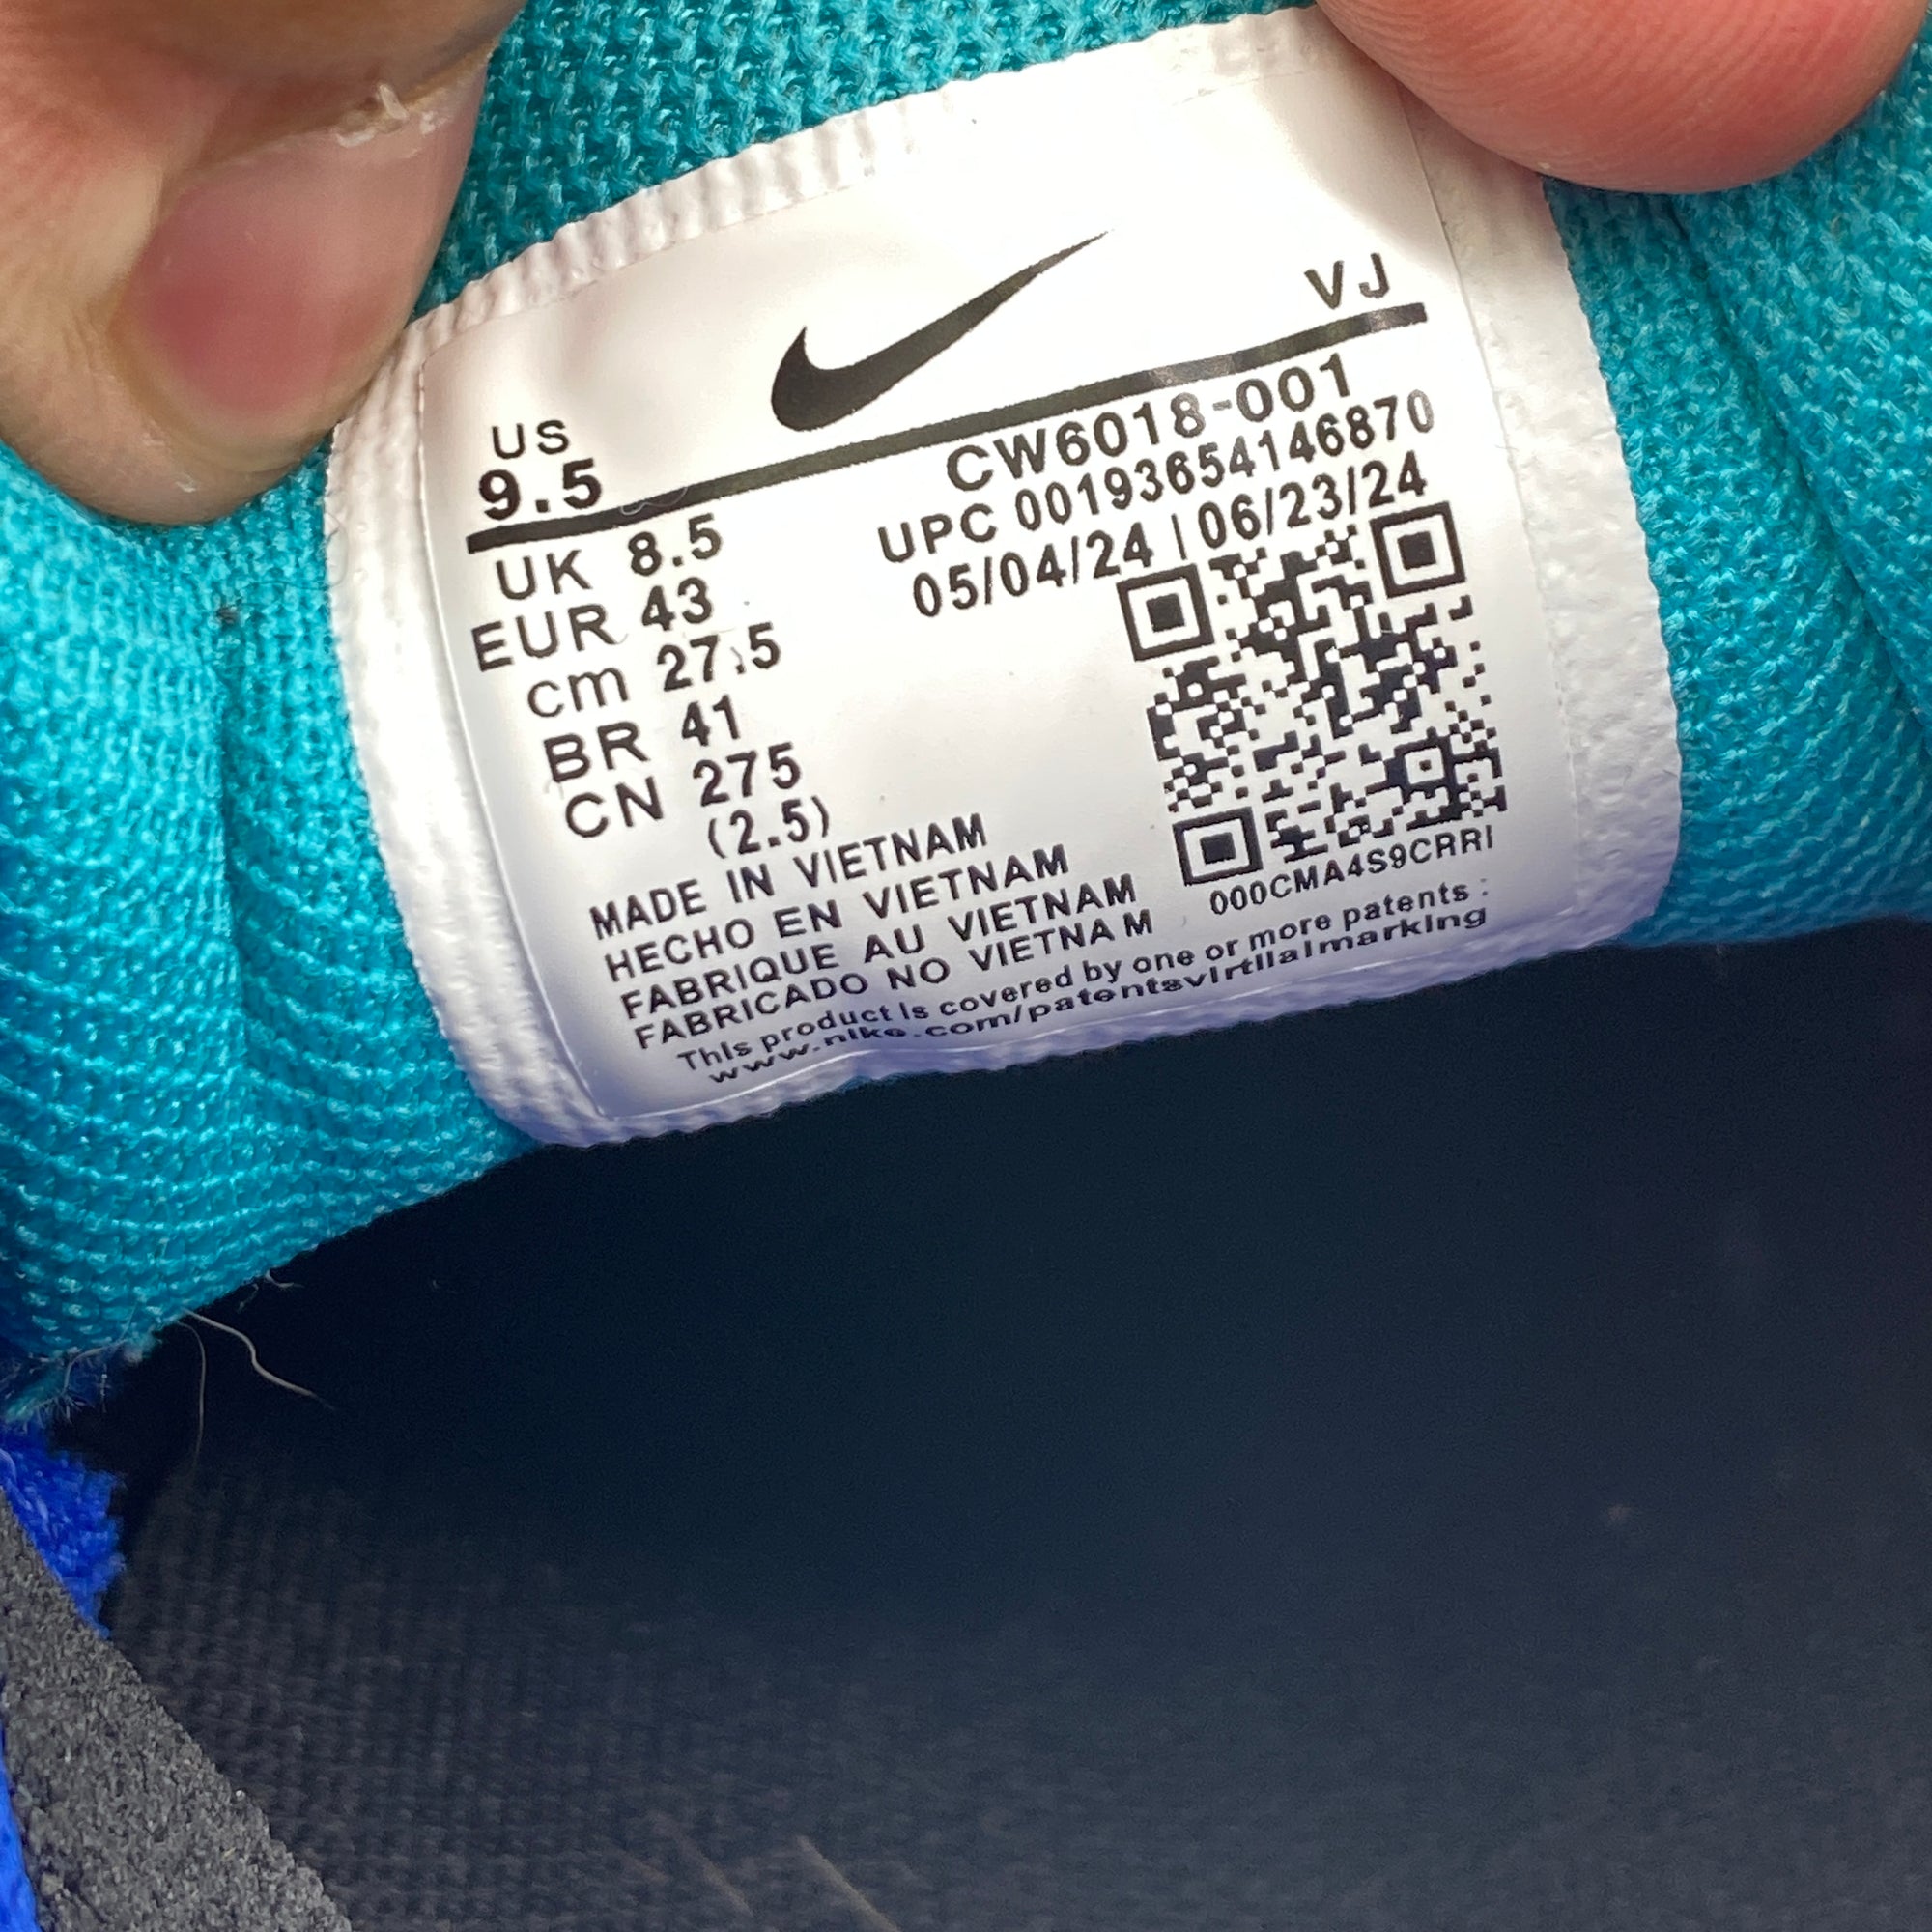 VJ
US
9.5
CW6018-001
UPC 00193654146870
05/04/24 | 06/23/24
UK 8.5
EUR 43
cm 27.5
BR 41
CN 275
(2.5)
MADE IN VIETNAM
HECHO EN VIETNAM
FABRIQUE AU VIETNAM
FABRICADO NO VIETNAM
000CMA4S9CRRI
This product is covered by one or more patents :
www.nike.com/patentsvirtualmarking